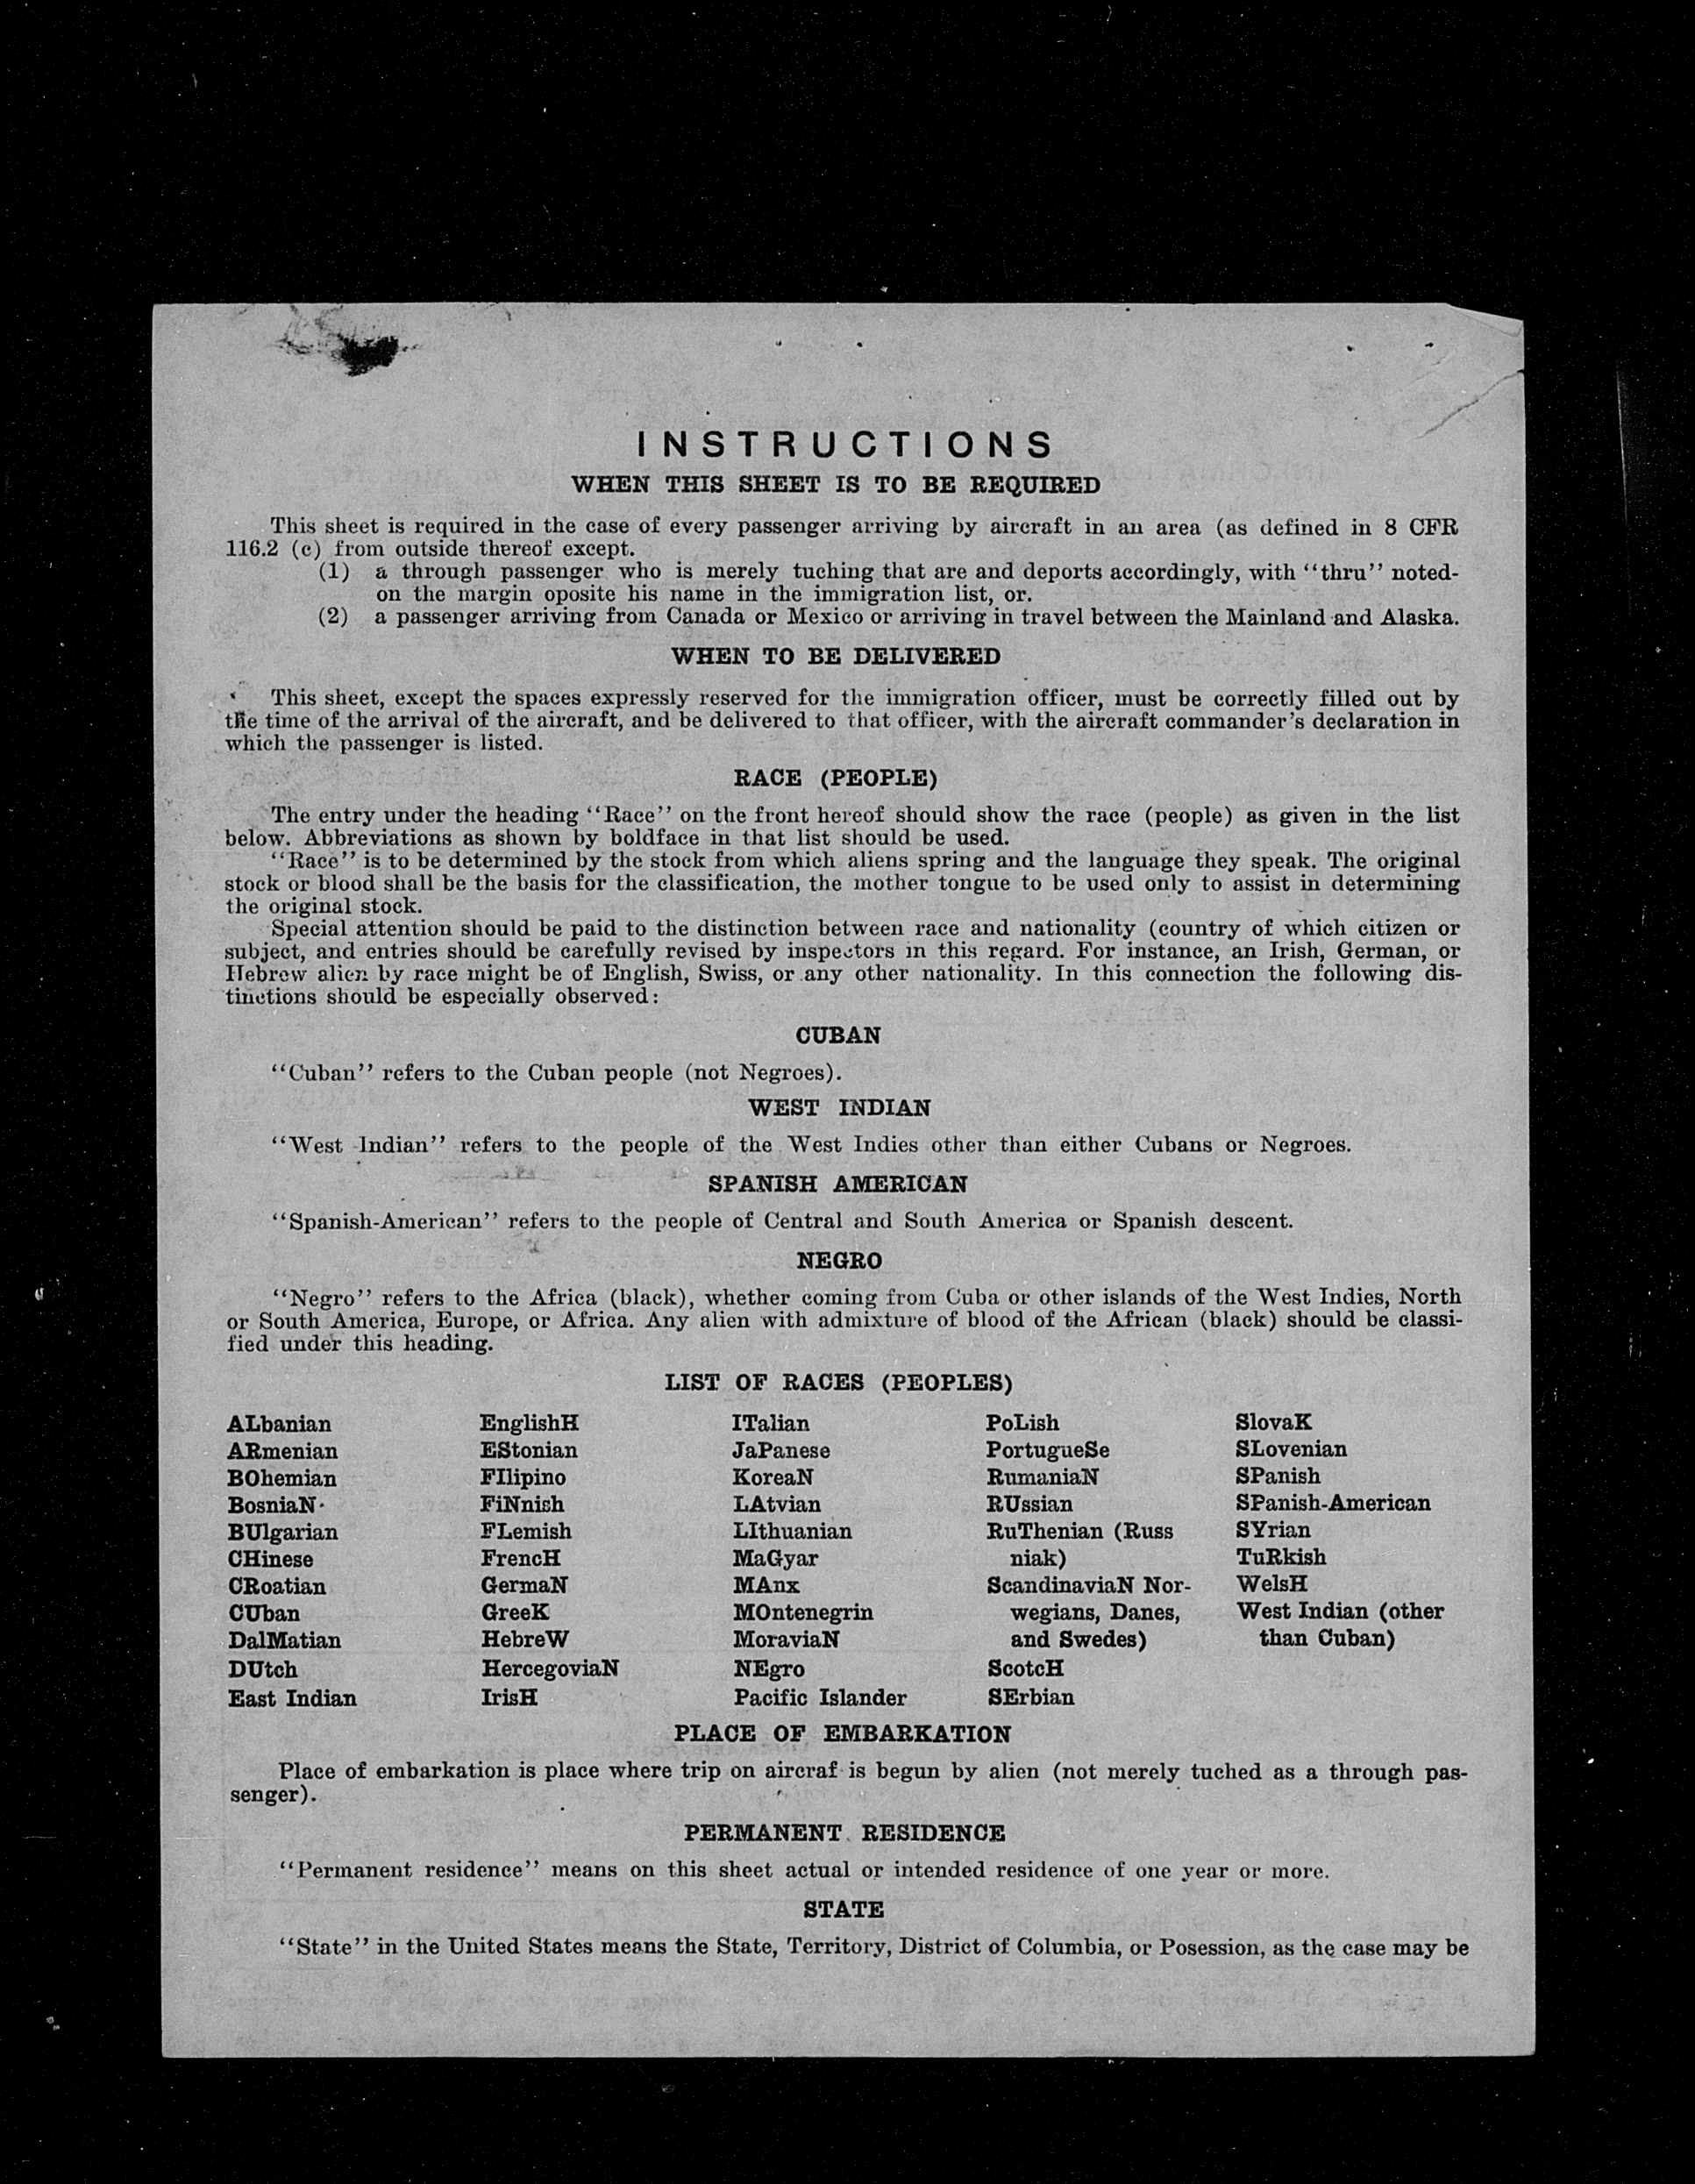 INSTRUCTIONS
WHEN THIS SHEET IS TO BE REQUIRED
This sheet is required in the case of every passenger arriving by aircraft in an area (as defined in 8 CFR
116.2 (c) from outside thereof except.
(1) a through passenger who is merely tuching that are and deports accordingly, with "thru" noted-
on the margin oposite his name in the immigration list, or.
(2) a passenger arriving from Canada or Mexico or arriving in travel between the Mainland and Alaska.
WHEN TO BE DELIVERED
This sheet, except the spaces expressly reserved for the immigration officer, must be correctly filled out by
the time of the arrival of the aircraft, and be delivered to that officer, with the aircraft commander's declaration in
which the passenger is listed.
RACE (PEOPLE)
The entry under the heading "Race" on the front hereof should show the race (people) as given in the list
below. Abbreviations as shown by boldface in that list should be used.
"Race" is to be determined by the stock from which aliens spring and the language they speak. The original
stock or blood shall be the basis for the classification, the mother tongue to be used only to assist in determining
the original stock.
Special attention should be paid to the distinction between race and nationality (country of which citizen or
subject, and entries should be carefully revised by inspectors in this regard. For instance, an Irish, German, or
Hebrew alien by race might be of English, Swiss, or any other nationality. In this connection the following dis-
tinctions should be especially observed:
CUBAN
"Cuban" refers to the Cuban people (not Negroes).
WEST INDIAN
"West Indian" refers to the people of the West Indies other than either Cubans or Negroes.
SPANISH AMERICAN
"Spanish-American" refers to the people of Central and South America or Spanish descent.
NEGRO
"Negro" refers to the Africa (black), whether coming from Cuba or other islands of the West Indies, North
or South America, Europe, or Africa. Any alien with admixture of blood of the African (black) should be classi-
fied under this heading.
LIST OF RACES (PEOPLES)
ALbanian
ARmenian
BOhemian
BosniaN
BUlgarian
CHinese
CRoatian
CUban
DalMatian
DUtch
East Indian
EnglishH
EStonian
FIlipino
FiNnish
FLemish
FrencH
GermaN
GreeK
HebreW
HercegoviaN
IrisH
ITalian
JaPanese
KoreaN
LAtvian
LIthuanian
MaGyar
MAnx
MOntenegrin
MoraviaN
NEgro
Pacific Islander
PoLish
PortugueSe
RumaniaN
RUssian
RuThenian (Russ
niak)
ScandinaviaN Nor-
wegians, Danes,
and Swedes)
ScotcH
SErbian
SlovaK
SLovenian
SPanish
SPanish-American
SYrian
TuRkish
WelsH
West Indian (other
than Cuban)
PLACE OF EMBARKATION
Place of embarkation is place where trip on aircraf is begun by alien (not merely tuched as a through pas-
senger).
PERMANENT RESIDENCE
"Permanent residence" means on this sheet actual or intended residence of one year or more.
STATE
"State" in the United States means the State, Territory, District of Columbia, or Posession, as the case may be